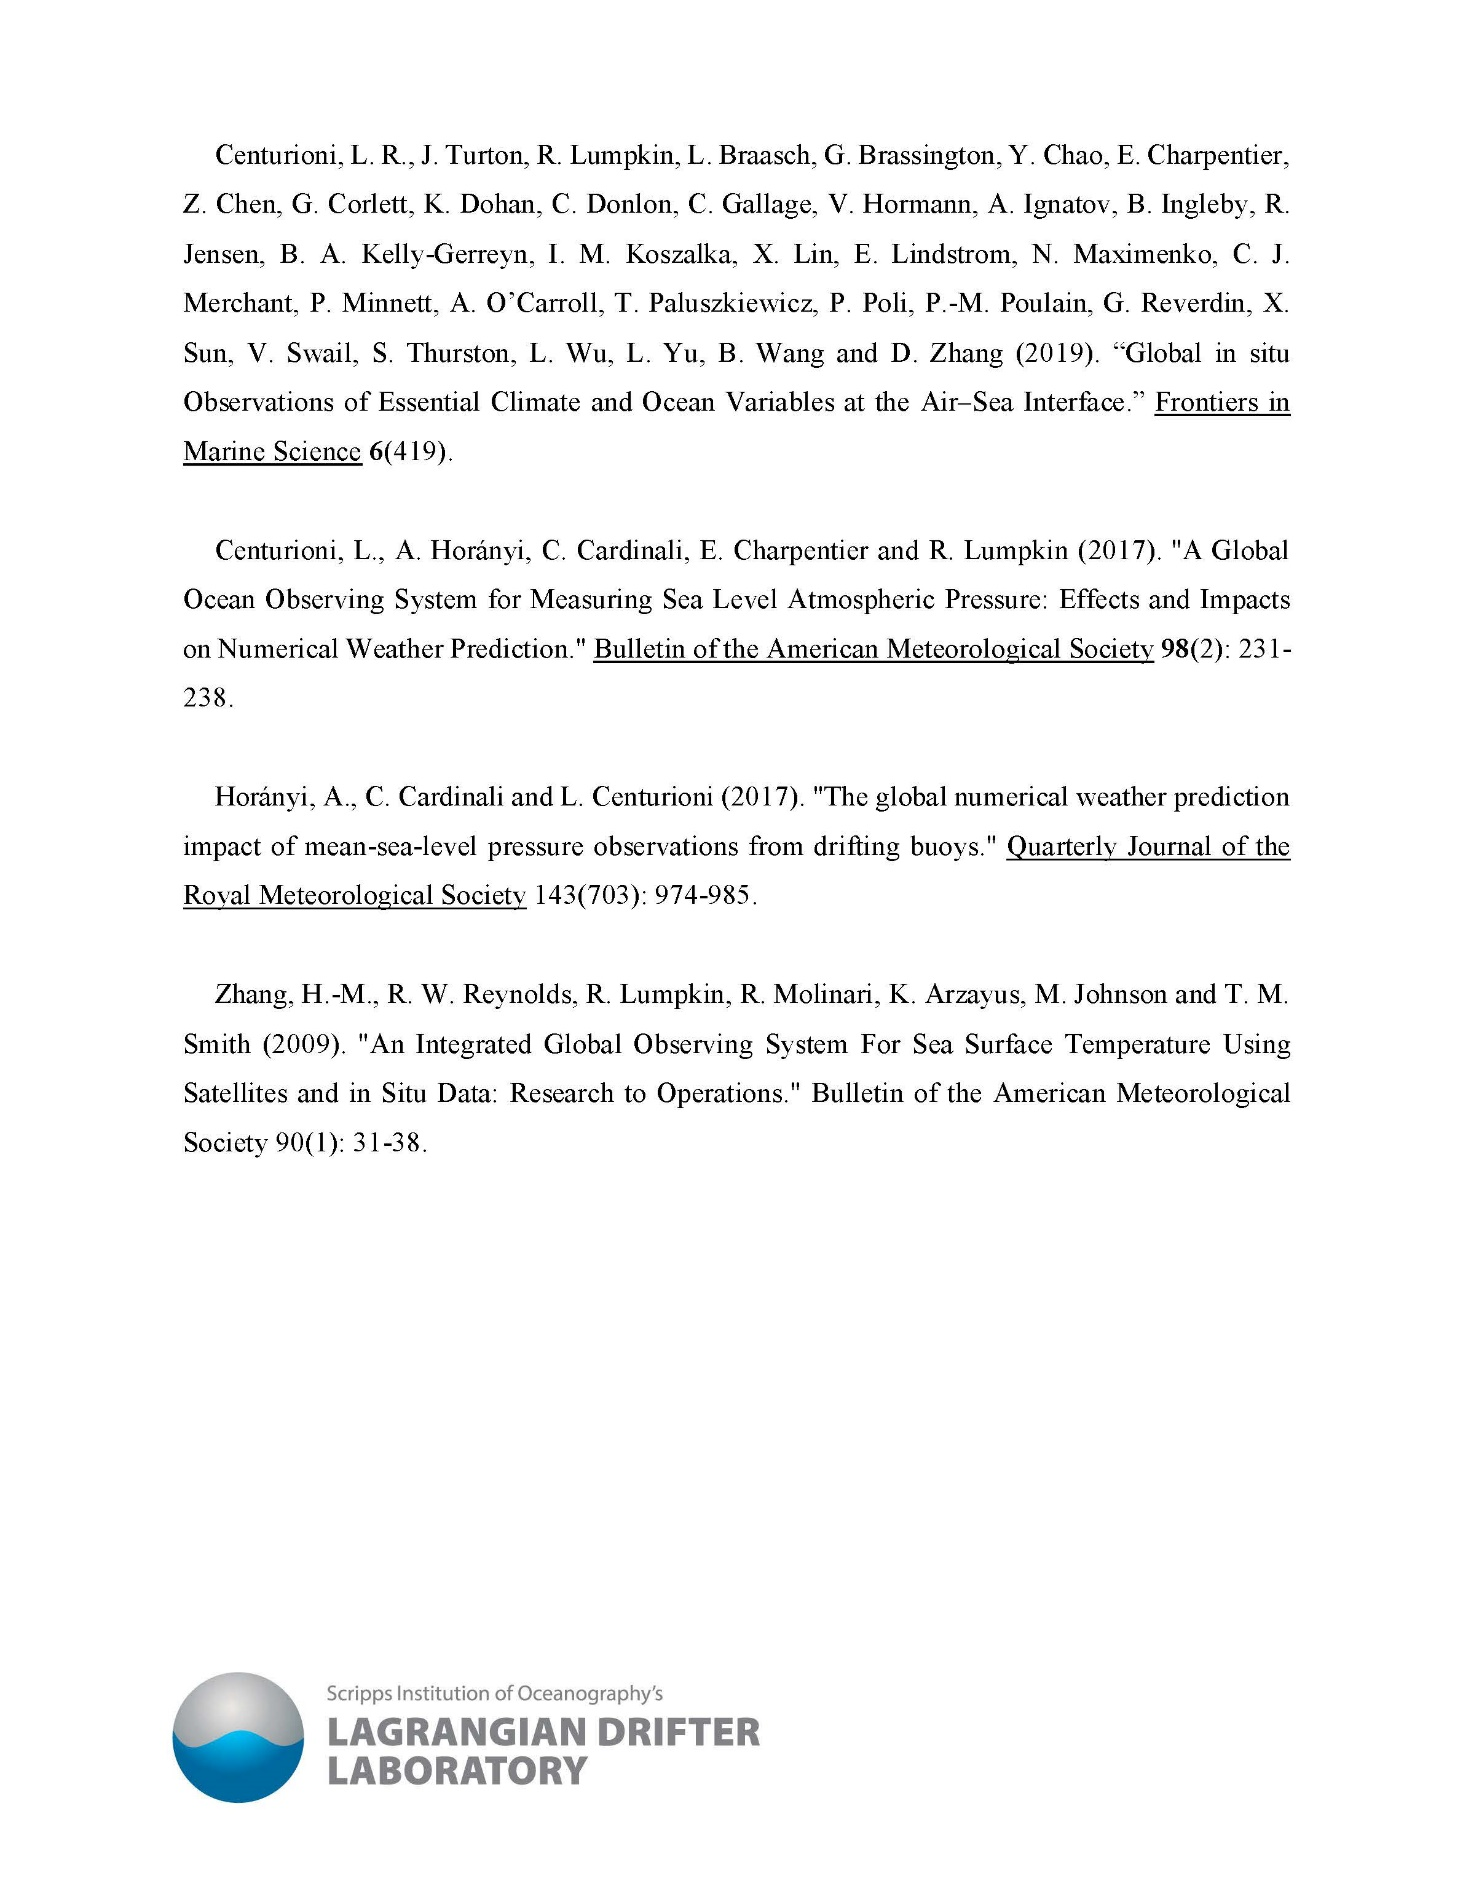 Centurioni, L. R., J. Turton, R. Lumpkin, L. Braasch, G. Brassington, Y. Chao, E. Charpentier,
Z. Chen, G. Corlett, K. Dohan, C. Donlon, C. Gallage, V. Hormann, A. Ignatov, B. Ingleby, R.
Jensen, B. A. Kelly-Gerreyn, I. M. Koszalka, X. Lin, E. Lindstrom, N. Maximenko, C. J.
Merchant, P. Minnett, A. O’Carroll, T. Paluszkiewicz, P. Poli, P.-M. Poulain, G. Reverdin, X.
Sun, V. Swail, S. Thurston, L. Wu, L. Yu, B. Wang and D. Zhang (2019). “Global in situ
Observations of Essential Climate and Ocean Variables at the Air–Sea Interface.” Frontiers in
Marine Science 6(419).
Centurioni, L., A. Horányi, C. Cardinali, E. Charpentier and R. Lumpkin (2017). "A Global
Ocean Observing System for Measuring Sea Level Atmospheric Pressure: Effects and Impacts
on Numerical Weather Prediction." Bulletin of the American Meteorological Society 98(2): 231-
238.
Horányi, A., C. Cardinali and L. Centurioni (2017). "The global numerical weather prediction
impact of mean-sea-level pressure observations from drifting buoys." Quarterly Journal of the
Royal Meteorological Society 143(703): 974-985.
Zhang, H.-M., R. W. Reynolds, R. Lumpkin, R. Molinari, K. Arzayus, M. Johnson and T. M.
Smith (2009). "An Integrated Global Observing System For Sea Surface Temperature Using
Satellites and in Situ Data: Research to Operations." Bulletin of the American Meteorological
Society 90(1): 31-38.
Scripps Institution of Oceanography’s
LAGRANGIAN DRIFTER
LABORATORY